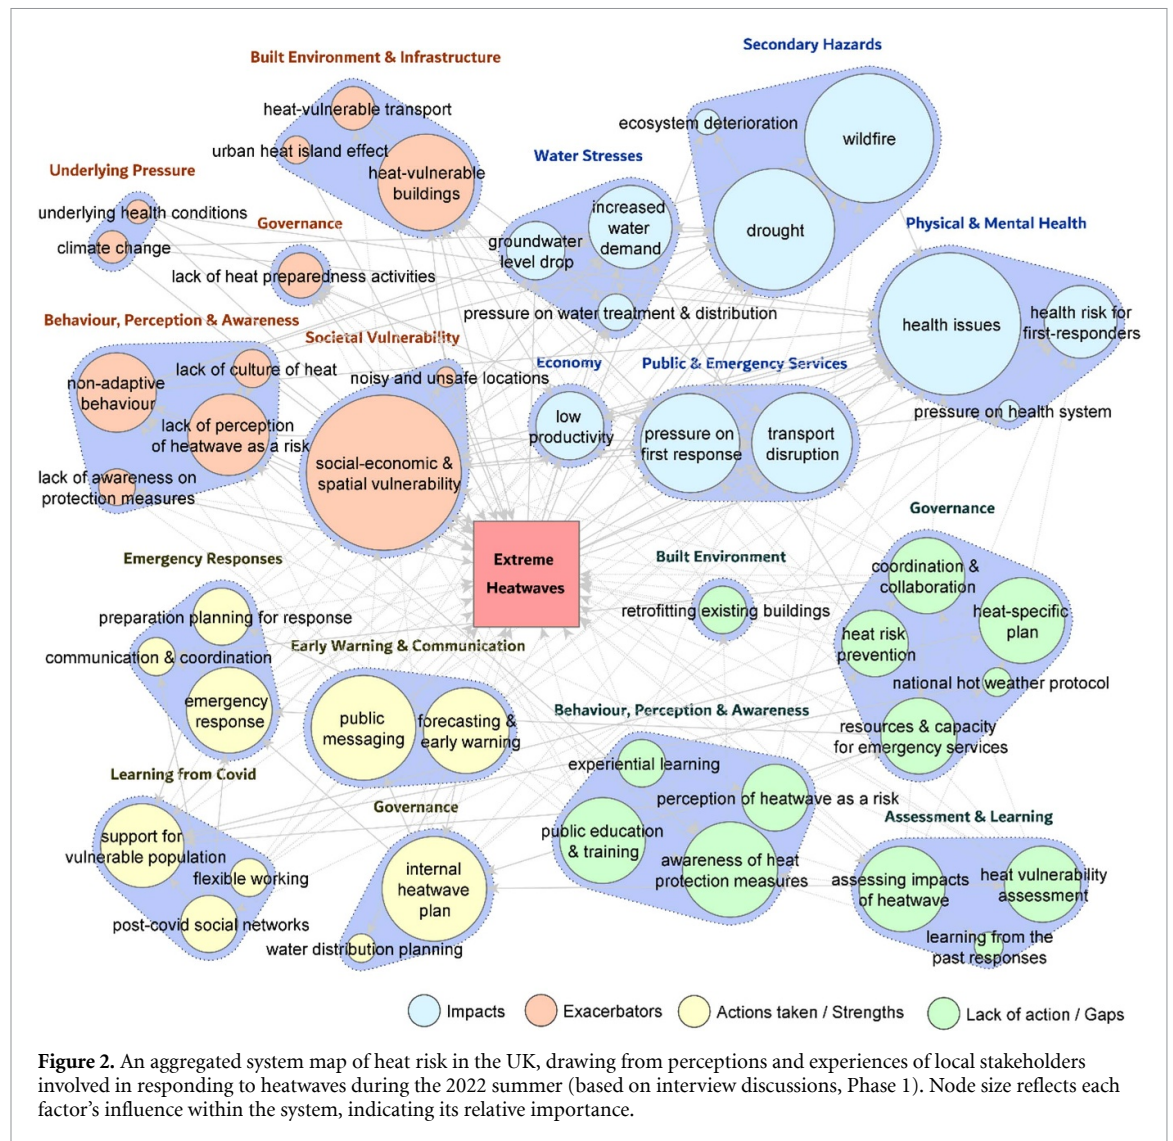 Secondary Hazards
Built Environment & Infrastructure
heat-vulnerable transport
ecosystem deterioration
wildfire
urban heat island effect
Water Stresses
heat-vulnerable
buildings
Underlying Pressure
underlying health conditions
climate change
Governance
lack of heat preparedness activities
increased
water
demand
groundwater
level drop
drought
Physical & Mental Health
pressure on water treatment & distribution
health issues
health risk for
first-responders
pressure on health system
Behaviour, Perception & Awareness
non-adaptive
behaviour
lack of culture of heat
lack of perception
of heatwave as a risk
lack of awareness on
protection measures
Societal Vulnerability
noisy and unsafe locations
social-economic &
spatial vulnerability
Economy
low
productivity
Public & Emergency Services
pressure on
first response
transport
disruption
Extreme
Heatwaves
Emergency Responses
preparation planning for response
communication & coordination
emergency
response
Early Warning & Communication
public
messaging
forecasting &
early warning
Built Environment
retrofitting existing buildings
Governance
coordination &
collaboration
heat-specific
plan
heat risk
prevention
national hot weather protocol
resources & capacity
for emergency services
Behaviour, Perception & Awareness
experiential learning
perception of heatwave as a risk
public education
& training
awareness of heat
protection measures
Learning from Covid
support for
vulnerable population
flexible working
post-covid social networks
Governance
internal
heatwave
plan
water distribution planning
Assessment & Learning
assessing impacts
of heatwave
heat vulnerability
assessment
learning from the
past responses
Impacts
Exacerbators
Actions taken / Strengths
Lack of action / Gaps
Figure 2. An aggregated system map of heat risk in the UK, drawing from perceptions and experiences of local stakeholders
involved in responding to heatwaves during the 2022 summer (based on interview discussions, Phase 1). Node size reflects each
factor's influence within the system, indicating its relative importance.